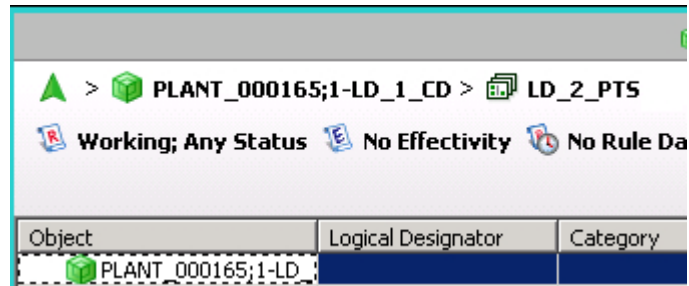 > PLANT_000165;1-LD_1_CD > LD_2_PTS
Working; Any Status No Effectivity No Rule Da
Object Logical Designator Category
PLANT_000165;1-LD_